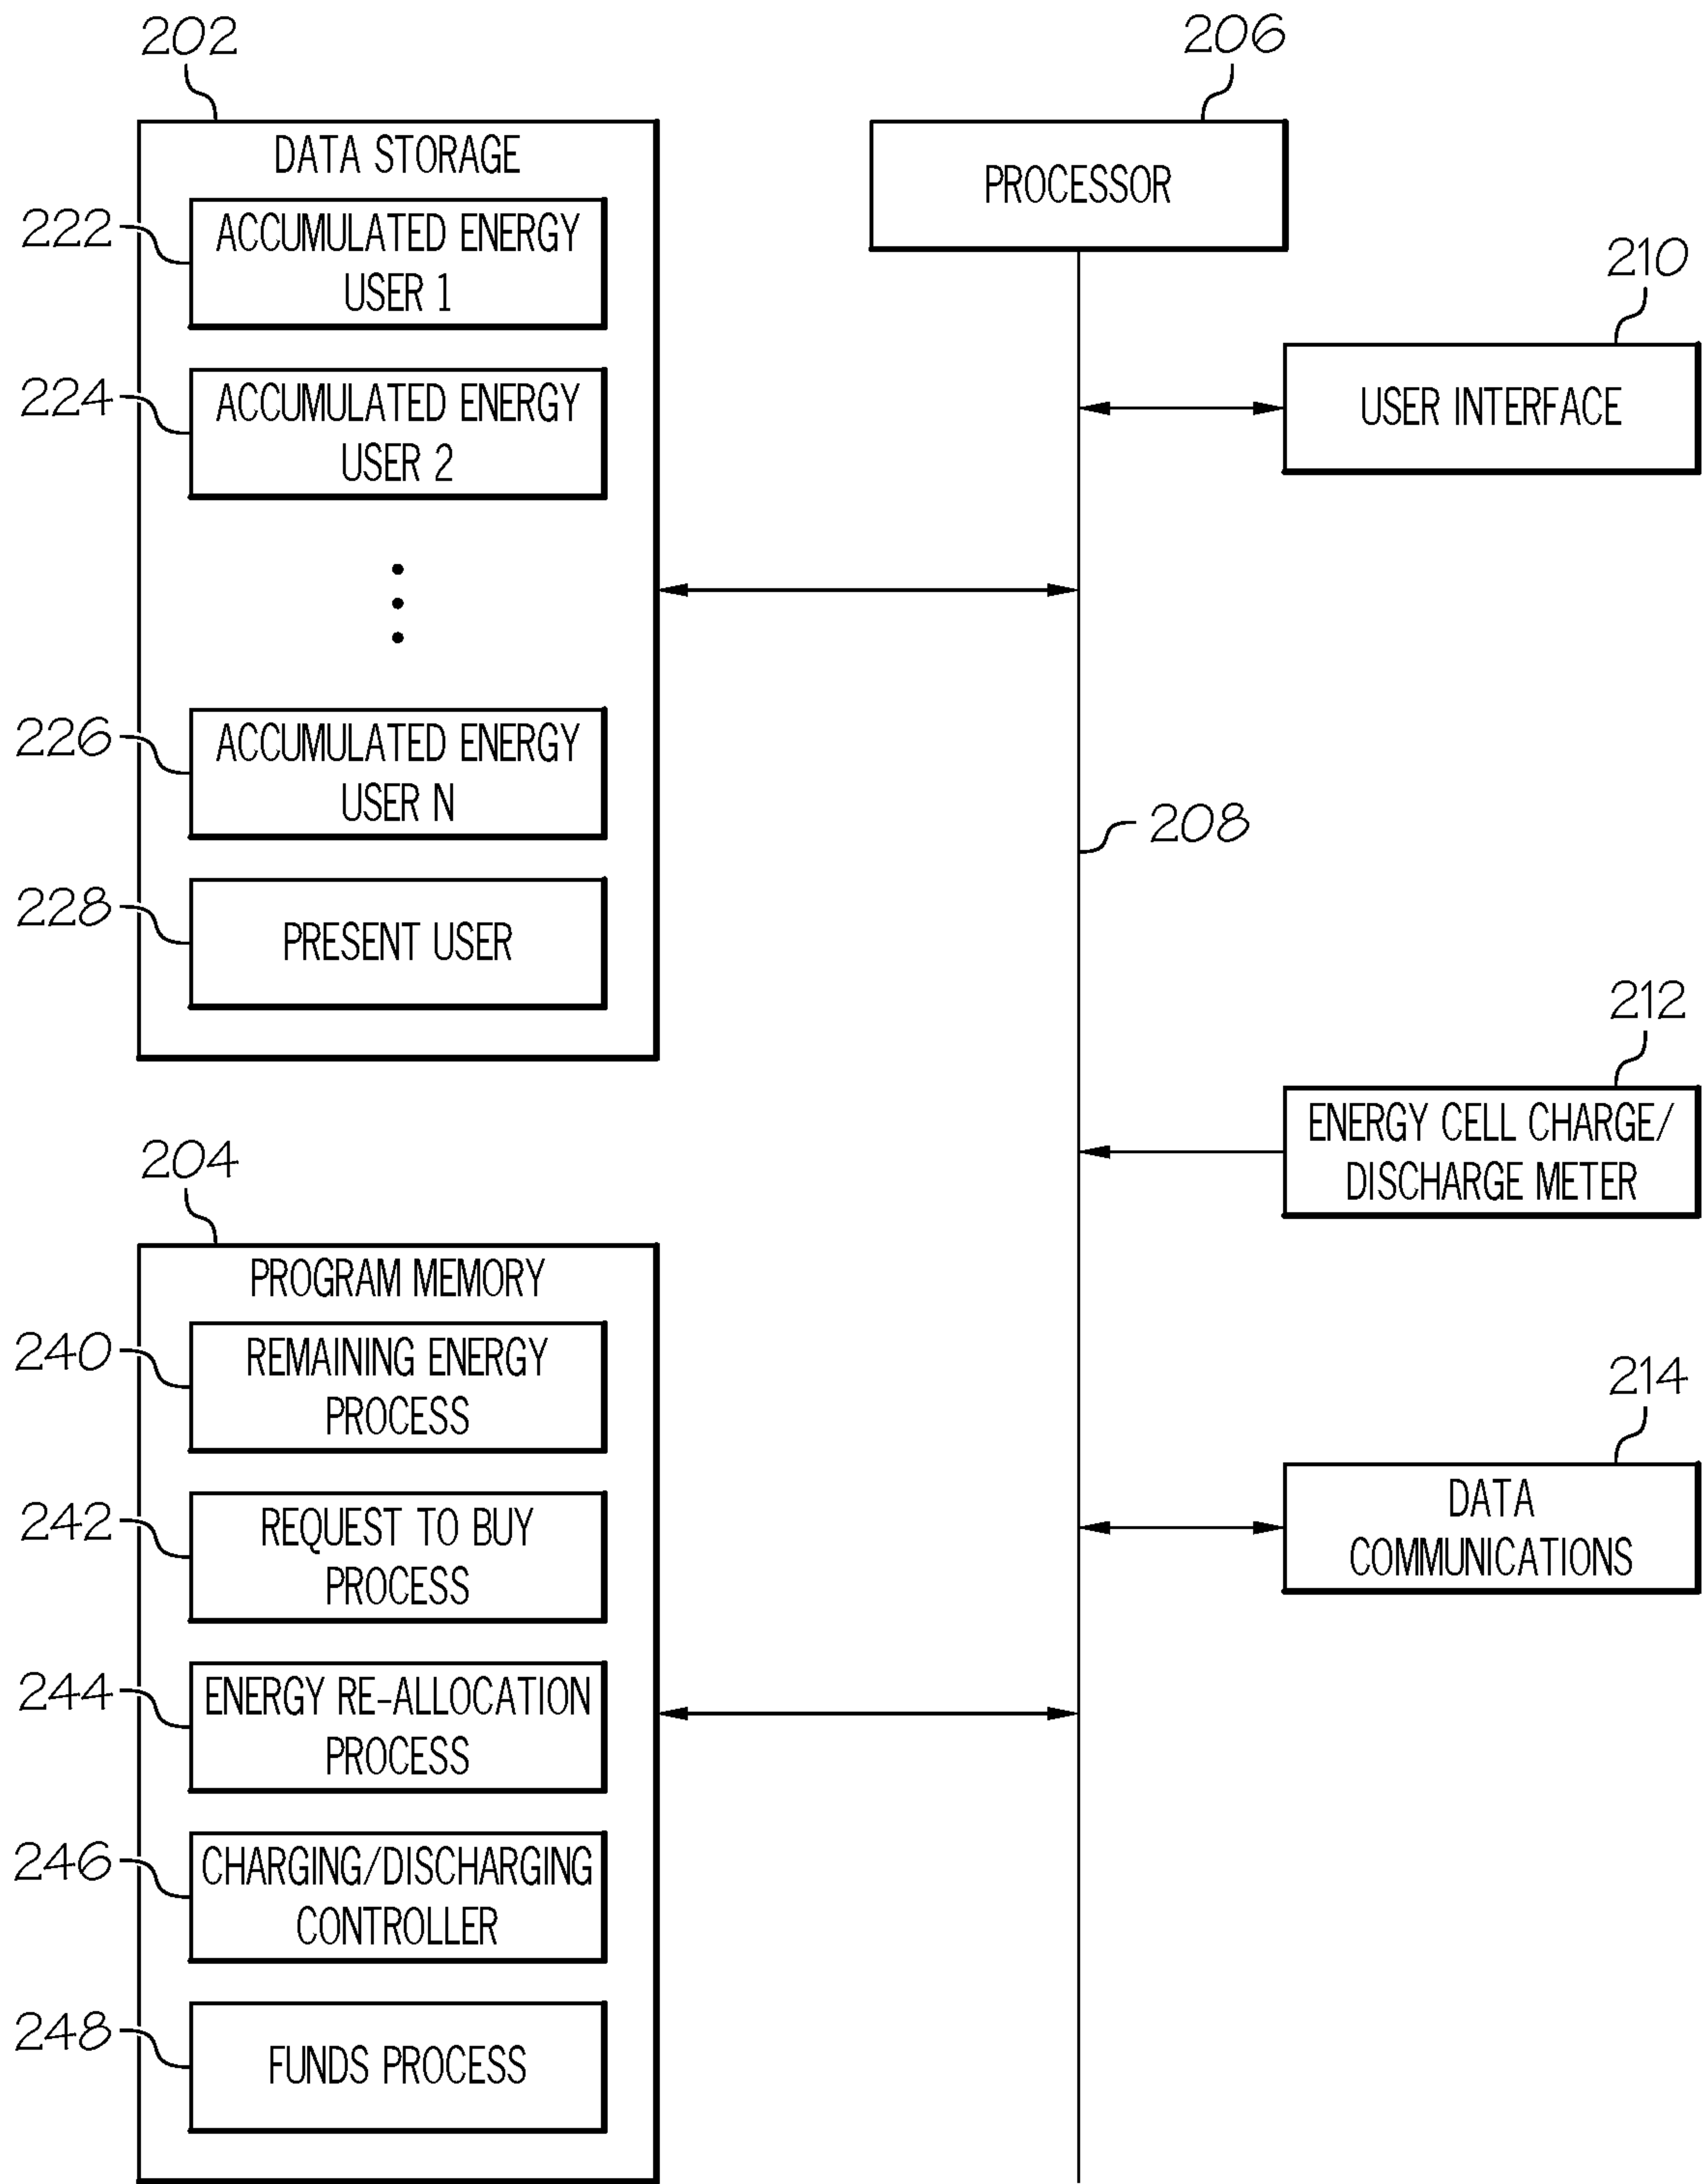 202
DATA STORAGE
222
ACCUMULATED ENERGY
USER 1
224
ACCUMULATED ENERGY
USER 2
226
ACCUMULATED ENERGY
USER N
228
PRESENT USER
204
PROGRAM MEMORY
240
REMAINING ENERGY
PROCESS
242
REQUEST TO BUY
PROCESS
244
ENERGY RE-ALLOCATION
PROCESS
246
CHARGING/DISCHARGING
CONTROLLER
248
FUNDS PROCESS
206
PROCESSOR
210
USER INTERFACE
208
212
ENERGY CELL CHARGE/
DISCHARGE METER
214
DATA
COMMUNICATIONS